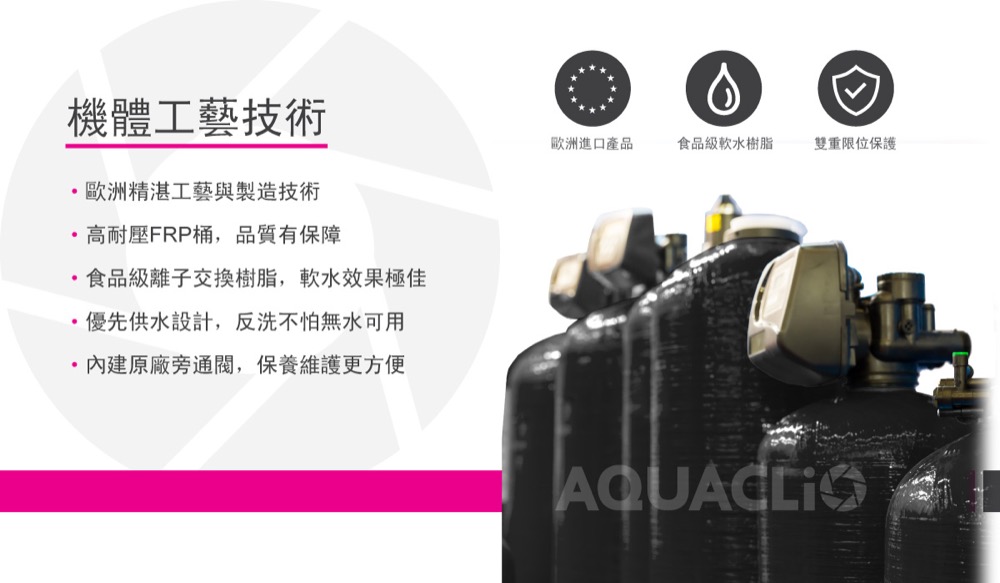 機體工藝技術
• 歐洲精湛工藝與製造技術
• 高耐壓FRP桶，品質有保障
• 食品級離子交換樹脂，軟水效果極佳
• 優先供水設計，反洗不怕無水可用
• 內建原廠旁通閥，保養維護更方便
歐洲進口產品
食品級軟水樹脂
雙重限位保護
AQUACLiO